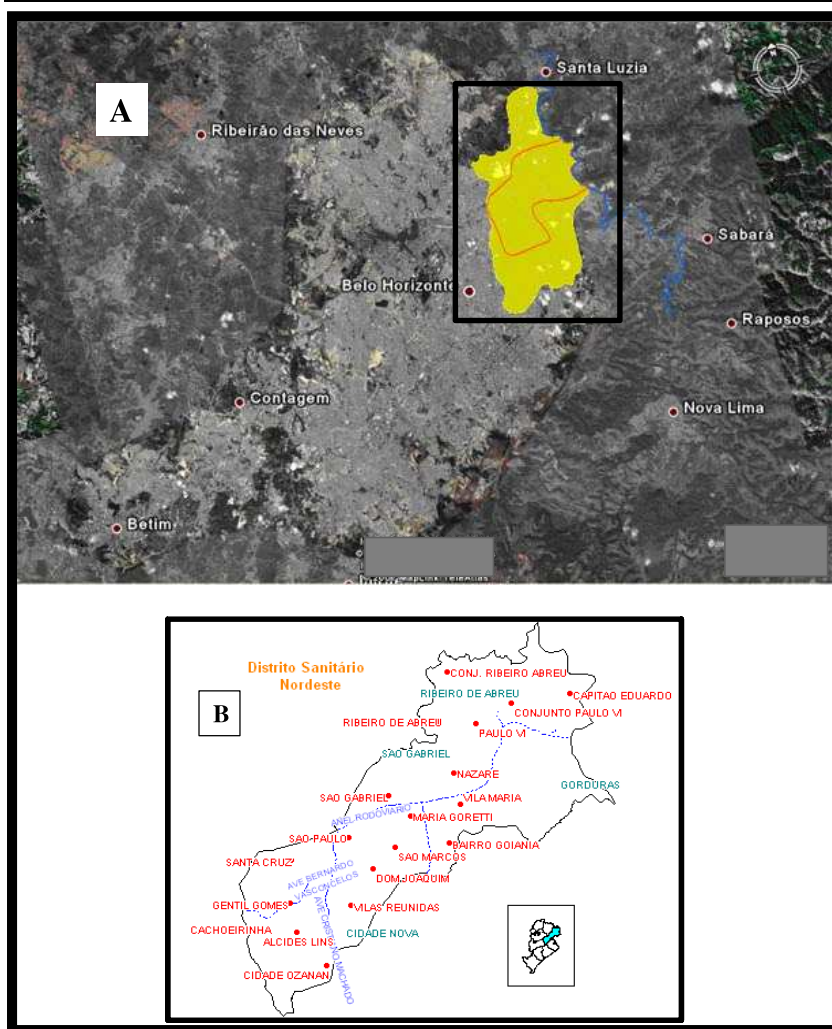 A
Santa Luzia
Ribeirão das Neves
Sabará
Belo Horizonte
Raposos
Contagem
Nova Lima
Betim
B
Distrito Sanitário
Nordeste
CONJ. RIBEIRO ABREU
RIBEIRO DE ABREU
CAPITAO EDUARDO
CONJUNTO PAULO VI
RIBEIRO DE ABREU
PAULO VI
SAO GABRIEL
NAZARE
GORDURAS
SAO GABRIEL
VILA MARIA
ANEL RODOVIARIO
MARIA GORETTI
SAO PAULO
BAIRRO GOIANIA
SAO MARCOS
SANTA CRUZ
DOM JOAQUIM
AVE BERNARDO
VASCONCELOS
GENTIL GOMES
VILAS REUNIDAS
CACHOEIRINHA
ALCIDES LINS
CIDADE NOVA
AVE CRISTIANO MACHADO
CIDADE OZANAN